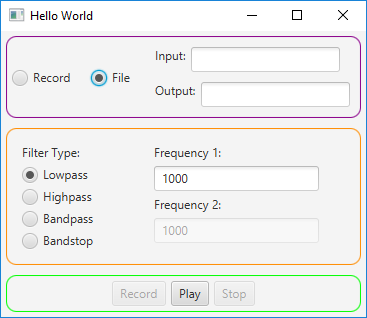 Hello World
Input:
Record File
Output:
Filter Type: Frequency 1:
Lowpass 1000
Highpass
Frequency 2:
Bandpass
1000
Bandstop
Record Play Stop